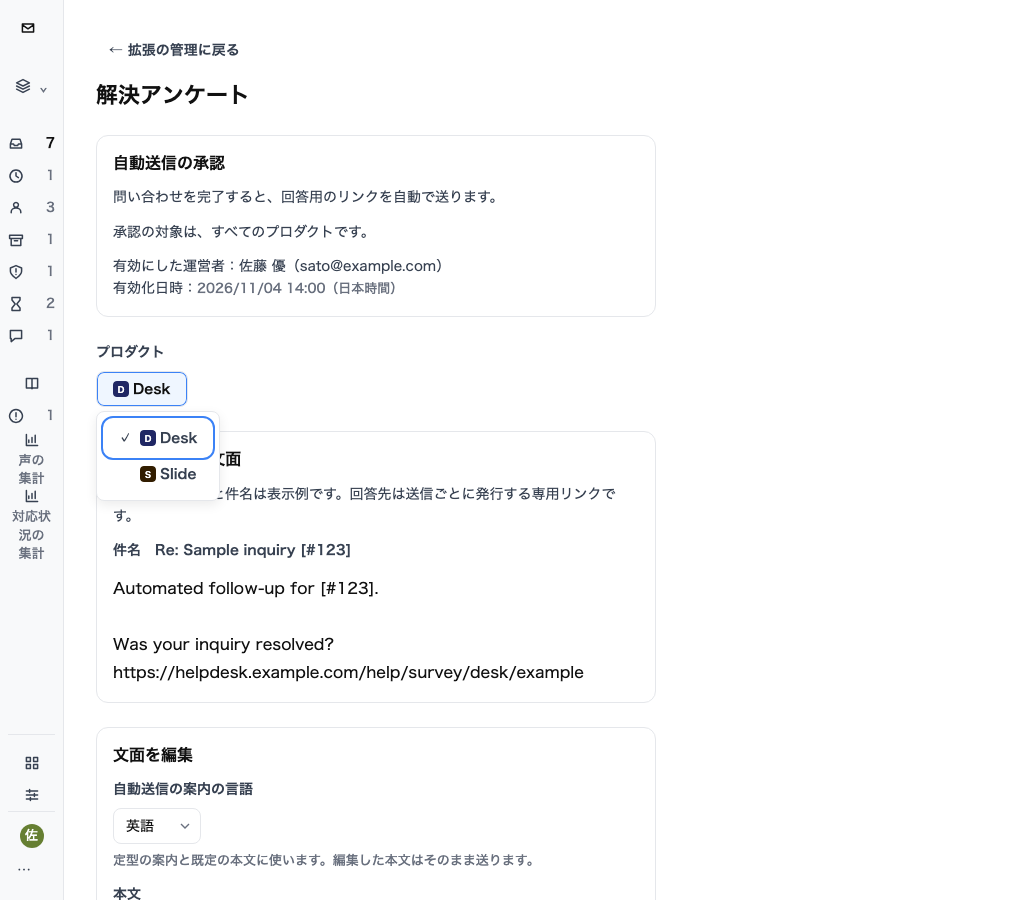 ← 拡張の管理に戻る
解決アンケート
7
1
3
1
1
2
1
1
声の
集計
対応状
況の
集計
佐
…
自動送信の承認
問い合わせを完了すると、回答用のリンクを自動で送ります。
承認の対象は、すべてのプロダクトです。
有効にした運営者：佐藤 優（sato@example.com）
有効化日時：2026/11/04 14:00（日本時間）
プロダクト
D Desk
✓ D Desk
S Slide
文面
と件名は表示例です。回答先は送信ごとに発行する専用リンクで
す。
件名 Re: Sample inquiry [#123]
Automated follow-up for [#123].
Was your inquiry resolved?
https://helpdesk.example.com/help/survey/desk/example
文面を編集
自動送信の案内の言語
英語
定型の案内と既定の本文に使います。編集した本文はそのまま送ります。
本文